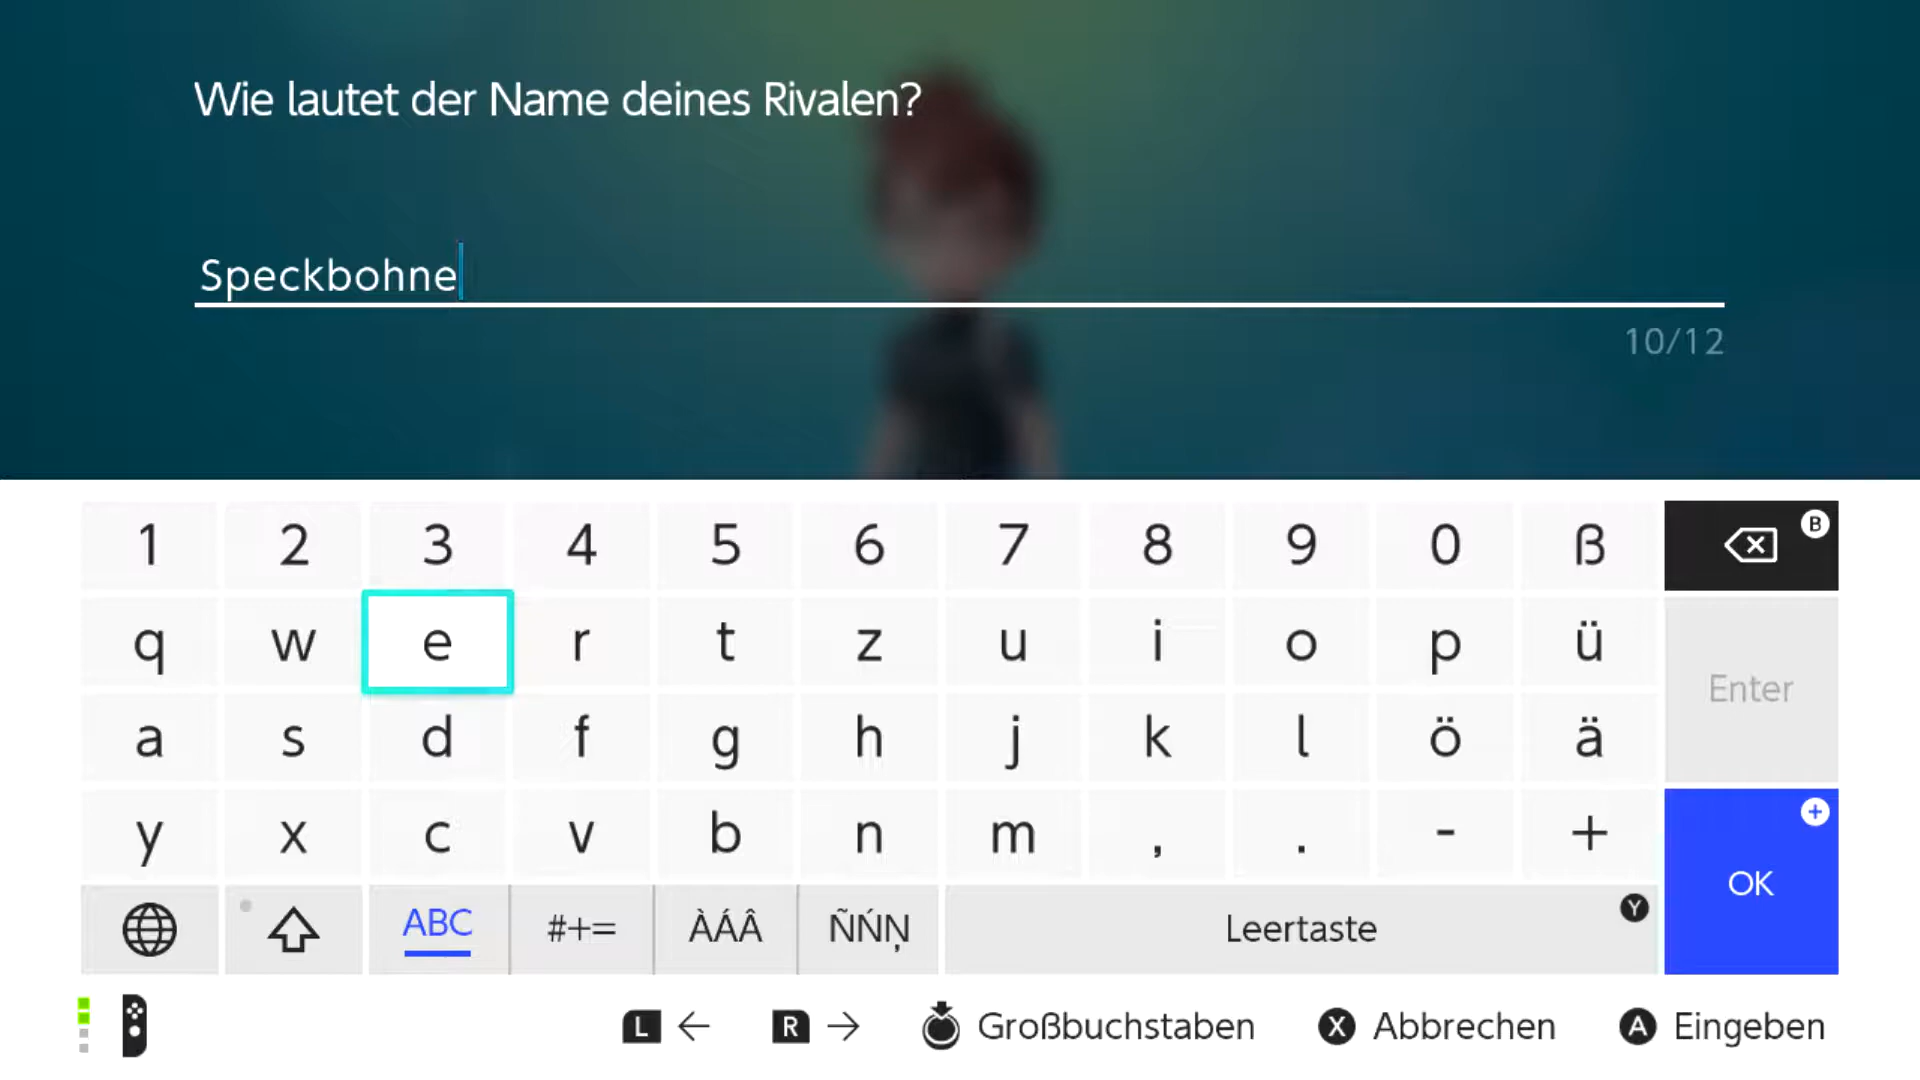 Wie lautet der Name deines Rivalen?
Speckbohne
10/12
1 2 3 4 5 6 7 8 9 0 ß B
q w e r t z u i o p ü Enter
a s d f g h j k l ö ä
y x c v b n m , . - + +
ABC #+= ÀÁÂ ÑŃŅ Leertaste Y OK
L ← R → Großbuchstaben X Abbrechen A Eingeben